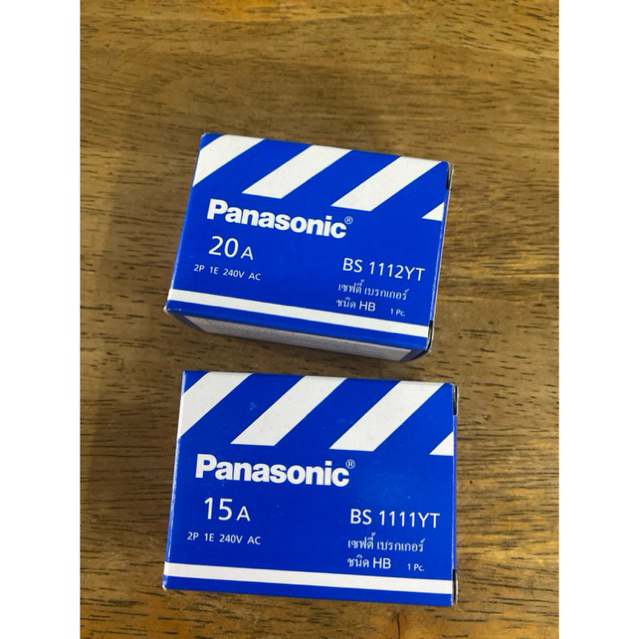 Panasonic®
20A
2P 1E 240V AC
BS 1112YT
เซฟตี้ เบรกเกอร์
ชนิด HB 1 Pc.
Panasonic®
15A
2P 1E 240V AC
BS 1111YT
เซฟตี้ เบรกเกอร์
ชนิด HB 1 Pc.